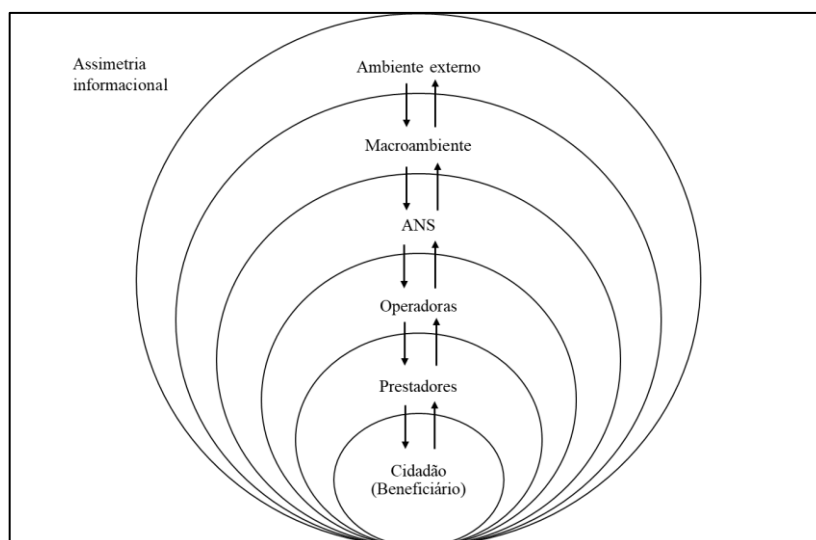 Assimetria
informacional
Ambiente externo
Macroambiente
ANS
Operadoras
Prestadores
Cidadão
(Beneficiário)